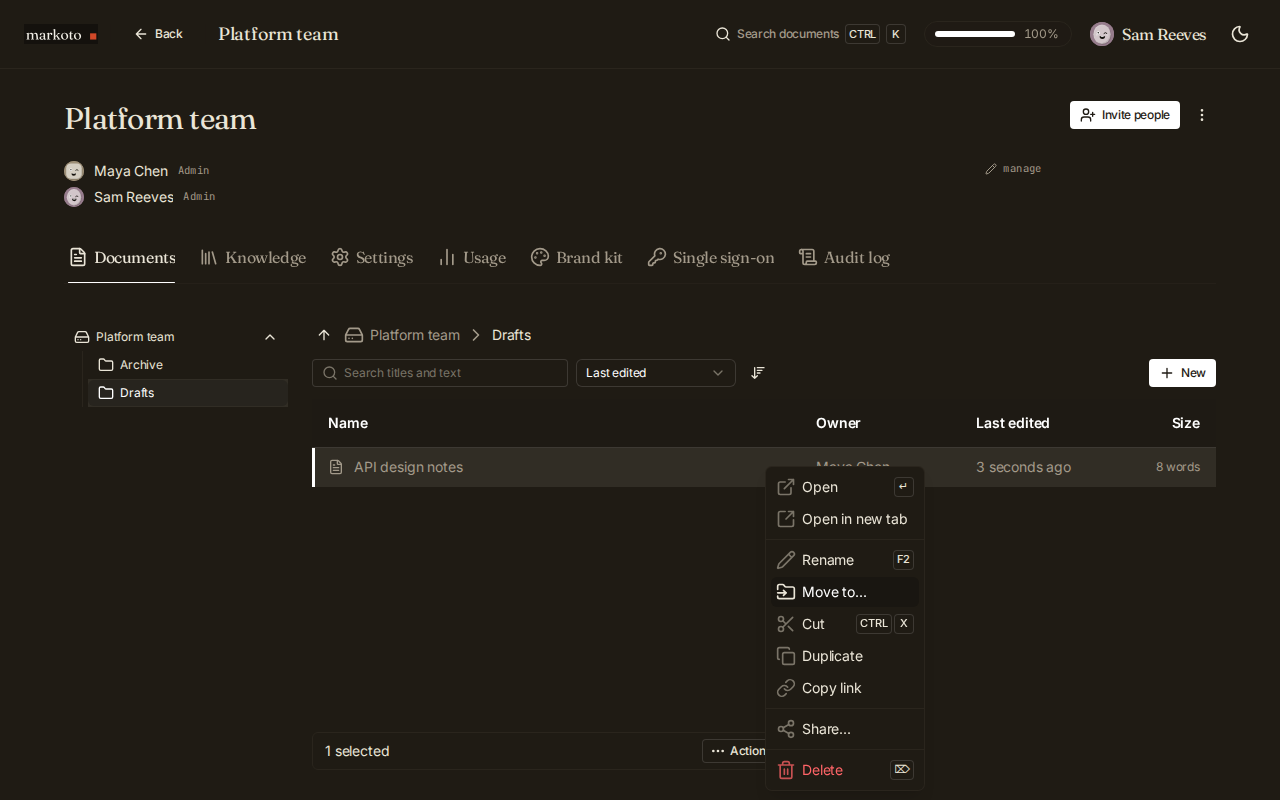 markoto
Back
Platform team
Search documents CTRL K
100%
Sam Reeves
Platform team
Invite people
Maya Chen Admin
manage
Sam Reeves Admin
Documents
Knowledge
Settings
Usage
Brand kit
Single sign-on
Audit log
Platform team
Archive
Drafts
Platform team
Drafts
Search titles and text
Last edited
New
Name
Owner
Last edited
Size
API design notes
Maya Chen
3 seconds ago
8 words
Open ↵
Open in new tab
Rename F2
Move to...
Cut CTRL X
Duplicate
Copy link
Share...
Delete ⌦
1 selected